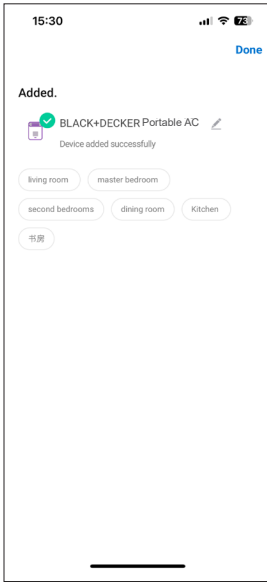 15:30 73
Done
Added.
BLACK+DECKER Portable AC
Device added successfully
living room master bedroom
second bedrooms dining room Kitchen
书房